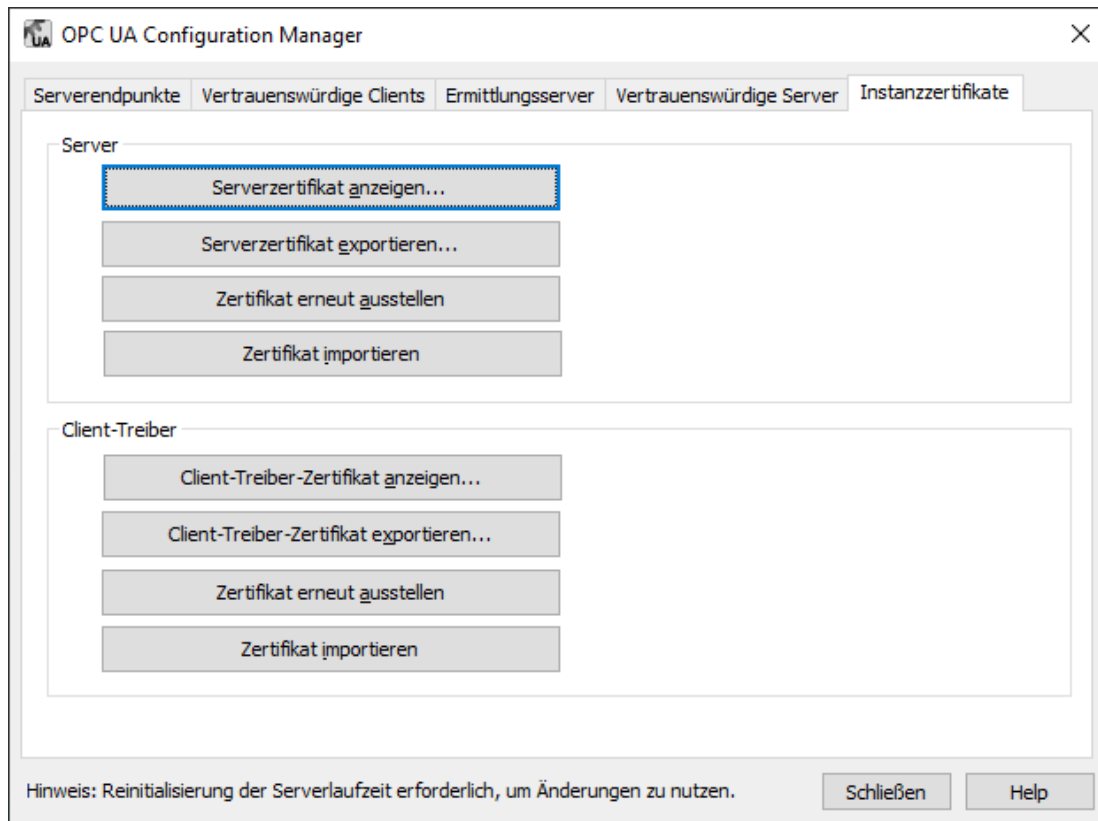 UA OPC UA Configuration Manager
Serverendpunkte Vertrauenswürdige Clients Ermittlungsserver Vertrauenswürdige Server Instanzzertifikate
Server
Serverzertifikat anzeigen...
Serverzertifikat exportieren...
Zertifikat erneut ausstellen
Zertifikat importieren
Client-Treiber
Client-Treiber-Zertifikat anzeigen...
Client-Treiber-Zertifikat exportieren...
Zertifikat erneut ausstellen
Zertifikat importieren
Hinweis: Reinitialisierung der Serverlaufzeit erforderlich, um Änderungen zu nutzen. Schließen Help